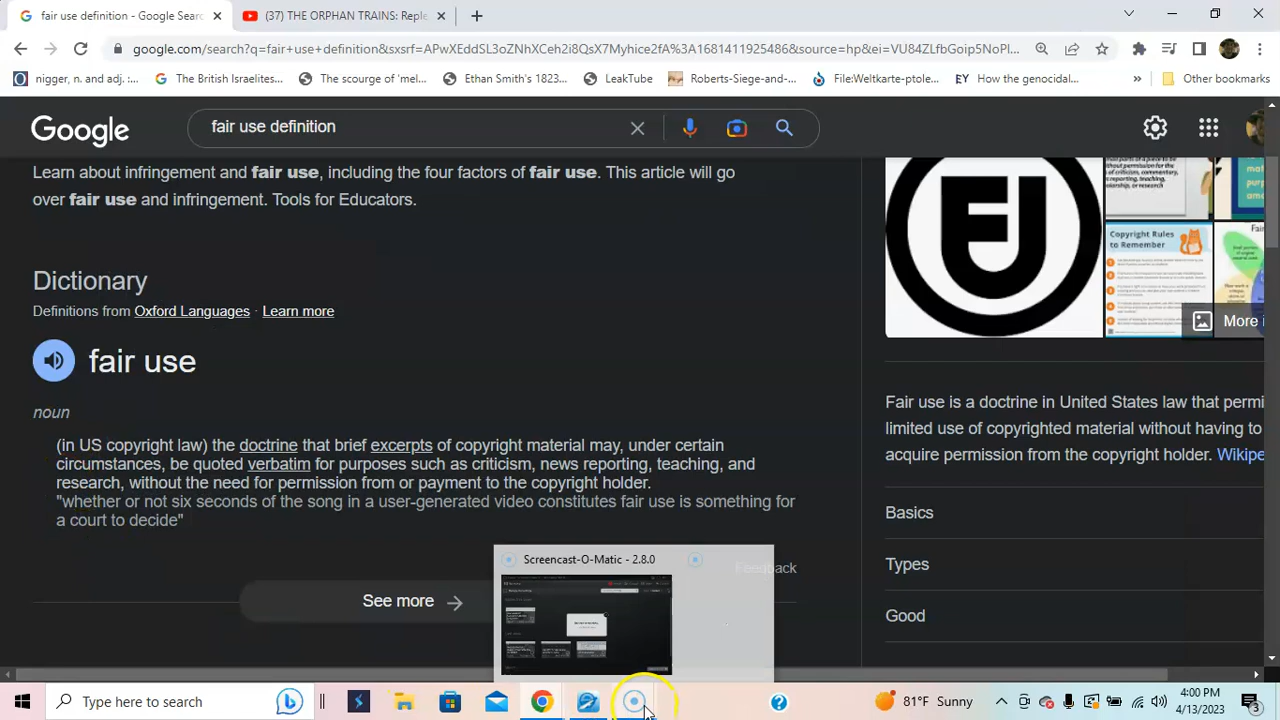 fair use definition - Google Searc
(37) THE ORPHAN TRAINS: Reple
google.com/search?q=fair+use+definition&sxsrf=APwXEddSL3oZNhXCeh2i8QsX7Myhice2fA%3A1681411925486&source=hp&ei=VU84ZLfbGoip5NoPl...
nigger, n. and adj. :...
The British Israelites...
The scourge of 'mel...
Ethan Smith's 1823...
LeakTube
Roberts-Siege-and-...
File:Weltkarte-ptole...
EY How the genocidal...
Other bookmarks
Google
fair use definition
Learn about infringement and fair use, including the four factors of fair use. This article will go
over fair use and infringement. Tools for Educators.
Copyright Rules
to Remember
More i
Dictionary
Definitions from Oxford Languages · Learn more
fair use
noun
(in US copyright law) the doctrine that brief excerpts of copyright material may, under certain
circumstances, be quoted verbatim for purposes such as criticism, news reporting, teaching, and
research, without the need for permission from or payment to the copyright holder.
"whether or not six seconds of the song in a user-generated video constitutes fair use is something for
a court to decide"
Fair use is a doctrine in United States law that permi
limited use of copyrighted material without having to
acquire permission from the copyright holder. Wikipe
Basics
Types
Good
Screencast-O-Matic - 2.8.0
Feedback
See more
Type here to search
81°F Sunny
4:00 PM
4/13/2023
3